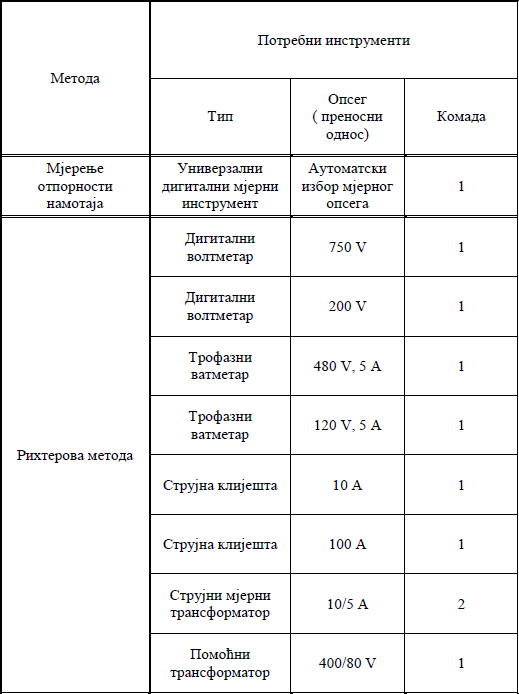 Метода
Потребни инструменти
Тип
Опсег
( преносни
однос)
Комада
Мјерење
отпорности
намотаја
Универзални
дигитални мјерни
инструмент
Аутоматски
избор мјерног
опсега
1
Рихтерова метода
Дигитални
волтметар
750 V
1
Дигитални
волтметар
200 V
1
Трофазни
ватметар
480 V, 5 А
1
Трофазни
ватметар
120 V, 5 А
1
Струјна клијешта
10 А
1
Струјна клијешта
100 А
1
Струјни мјерни
трансформатор
10/5 А
2
Помоћни
трансформатор
400/80 V
1